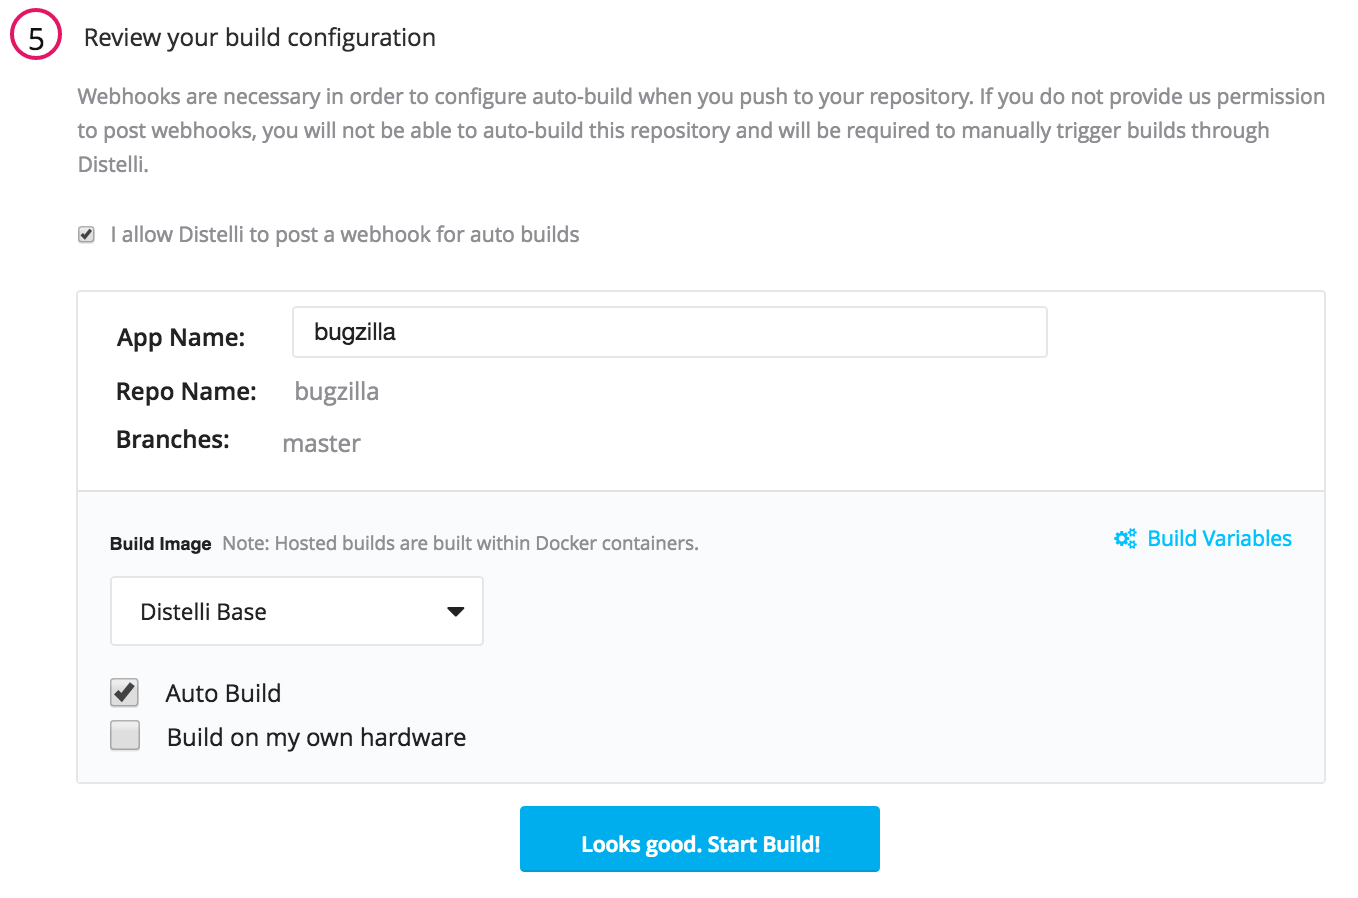 5
Review your build configuration
Webhooks are necessary in order to configure auto-build when you push to your repository. If you do not provide us permission
to post webhooks, you will not be able to auto-build this repository and will be required to manually trigger builds through
Distelli.
I allow Distelli to post a webhook for auto builds
App Name: bugzilla
Repo Name: bugzilla
Branches: master
Build Image Note: Hosted builds are built within Docker containers.
Build Variables
Distelli Base
Auto Build
Build on my own hardware
Looks good. Start Build!